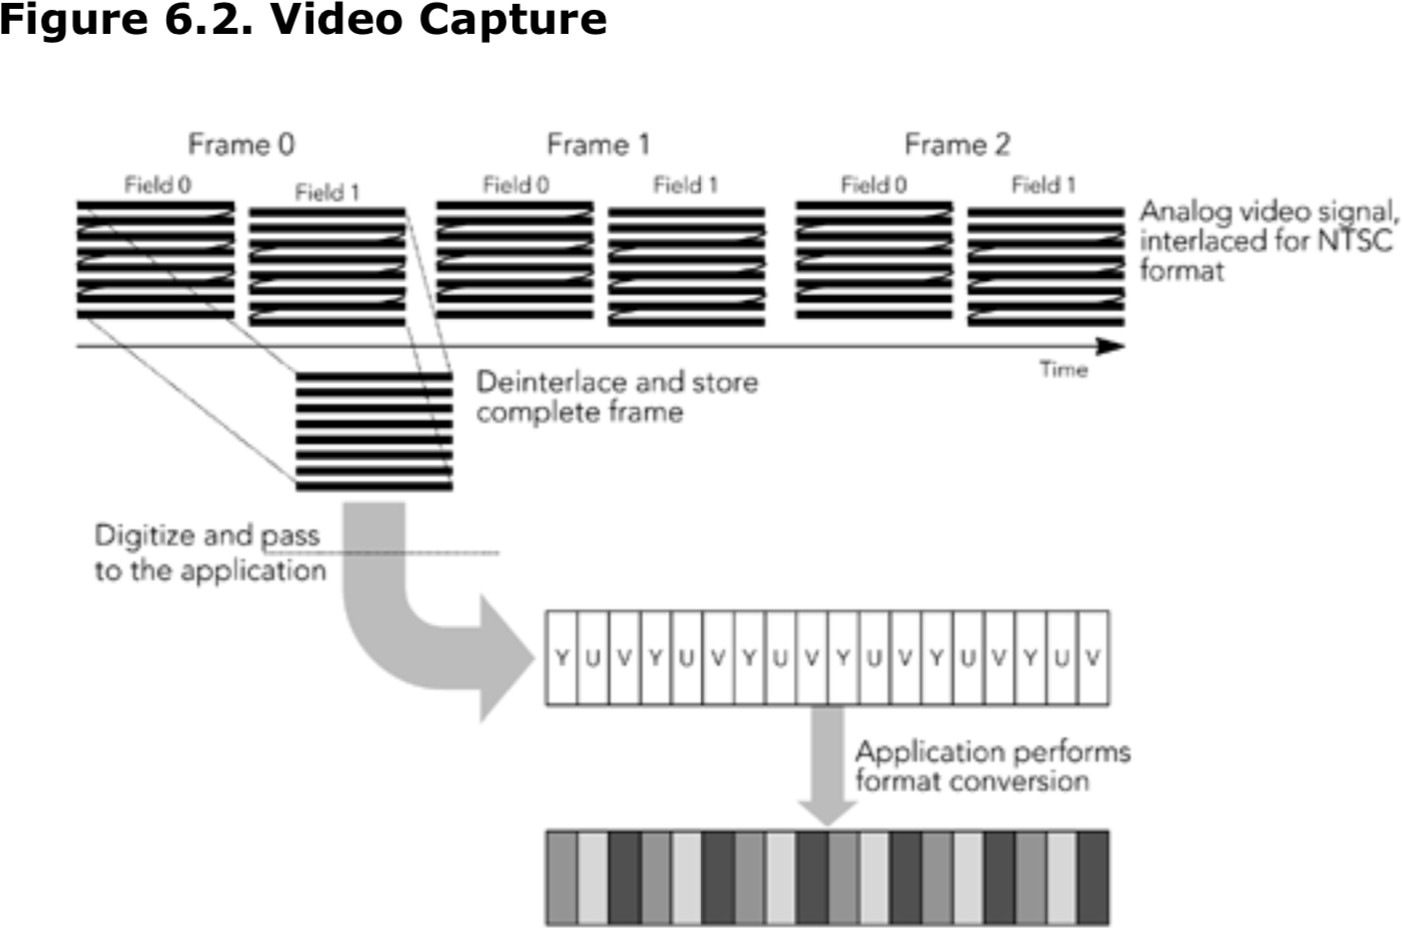 Figure 6.2. Video Capture
Frame 0
Frame 1
Frame 2
Field 0
Field 1
Field 0
Field 1
Field 0
Field 1
Analog video signal,
interlaced for NTSC
format
Time
Deinterlace and store
complete frame
Digitize and pass
to the application
Y U V Y U V Y U V Y U V Y U V Y U V
Application performs
format conversion